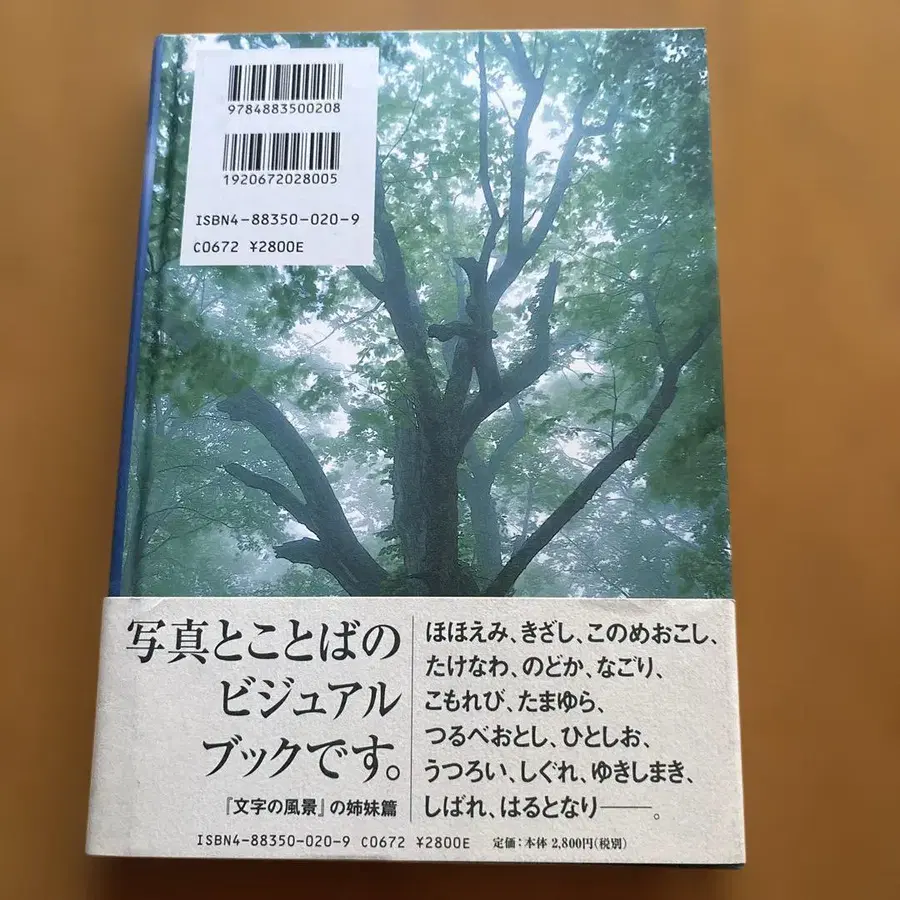 9784883500208
1920672028005
ISBN4-88350-020-9
C0672 ¥2800E
写真とことばの
ビジュアル
ブックです。
『文字の風景』の姉妹篇
ほほえみ、きざし、このめおこし、
たけなわ、のどか、なごり、
こもれび、たまゆら、
つるべおとし、ひとしお、
うつろい、しぐれ、ゆきしまき、
しばれ、はるとなり——。
ISBN4-88350-020-9 C0672 ¥2800E 定価：本体 2,800円（税別）